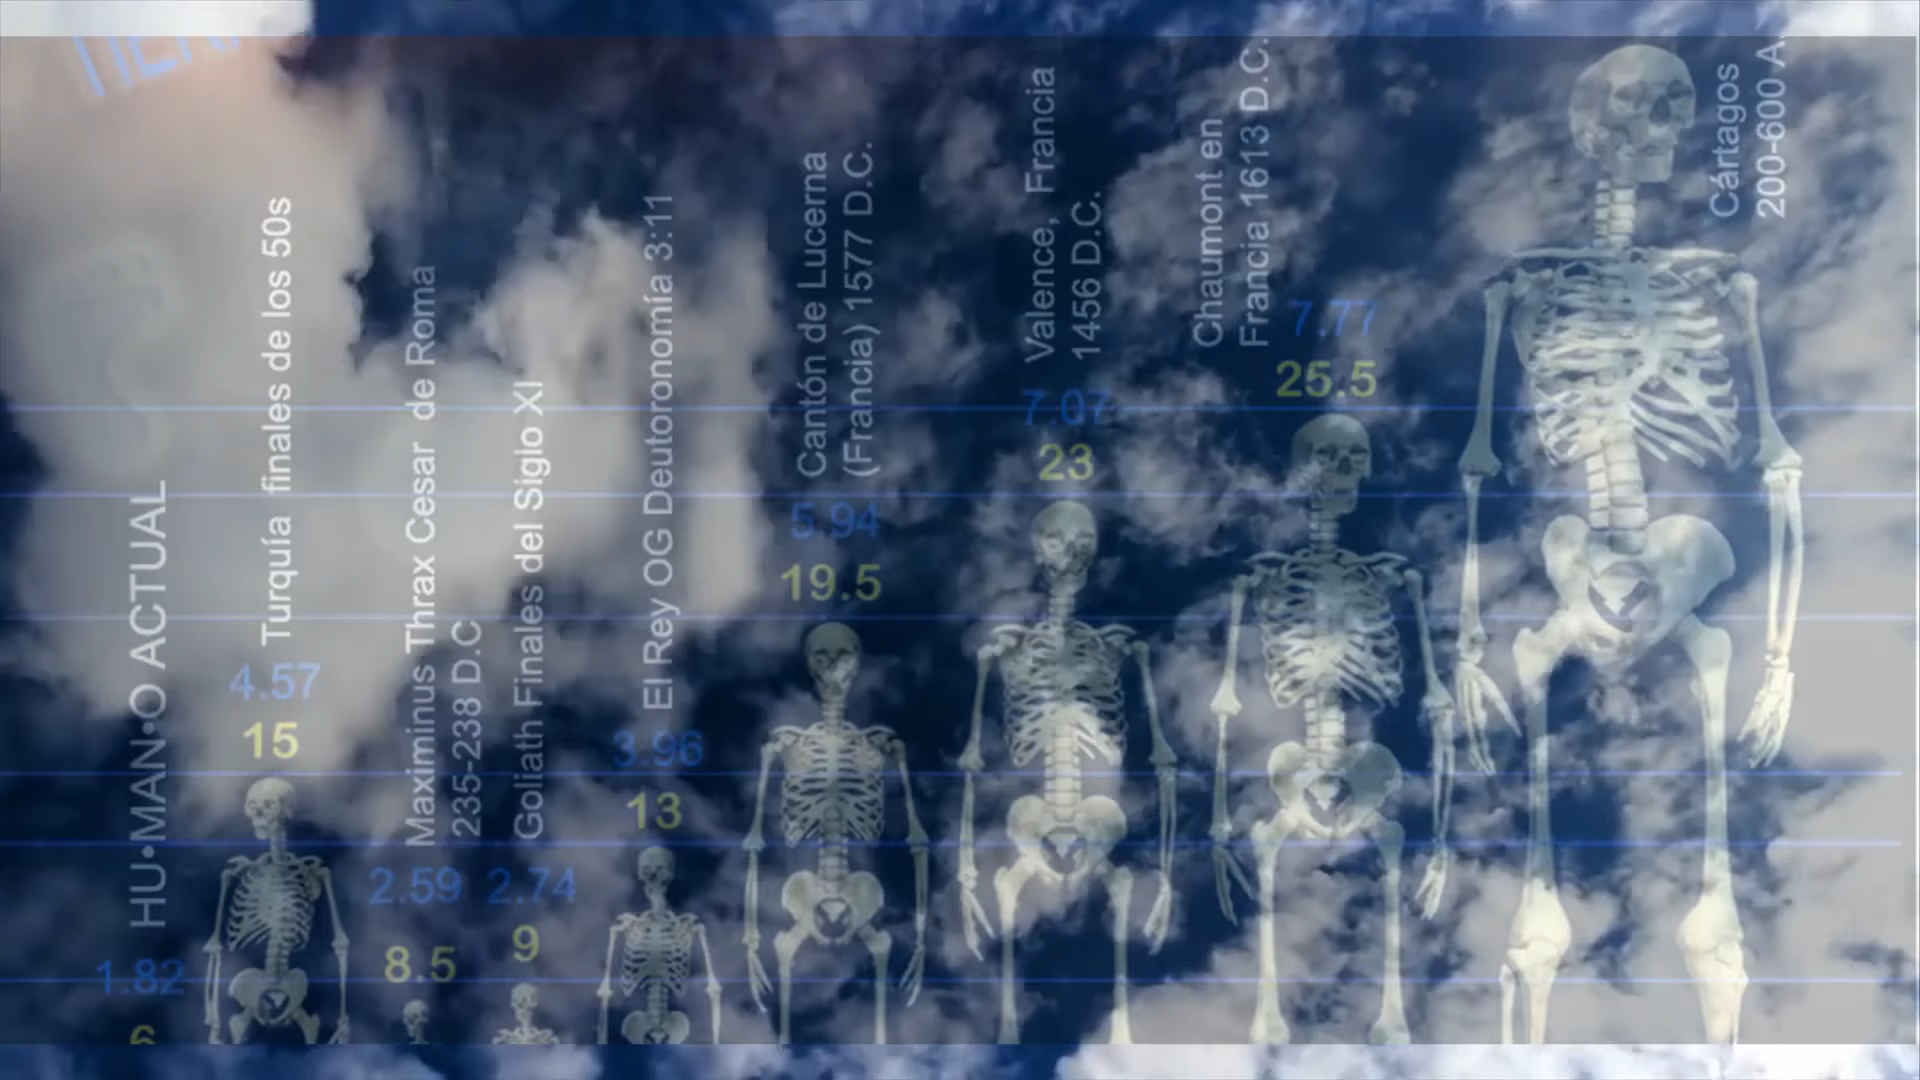 HU•MAN•O ACTUAL
1.82
6
Turquía finales de los 50s
4.57
15
Maximinus Thrax Cesar de Roma
235-238 D.C
2.59
8.5
Goliath Finales del Siglo XI
2.74
9
El Rey OG Deutoronomía 3:11
3.96
13
Cantón de Lucerna
(Francia) 1577 D.C.
5.94
19.5
Valence, Francia
1456 D.C.
7.07
23
Chaumont en
Francia 1613 D.C.
7.77
25.5
Cártagos
200-600 A.